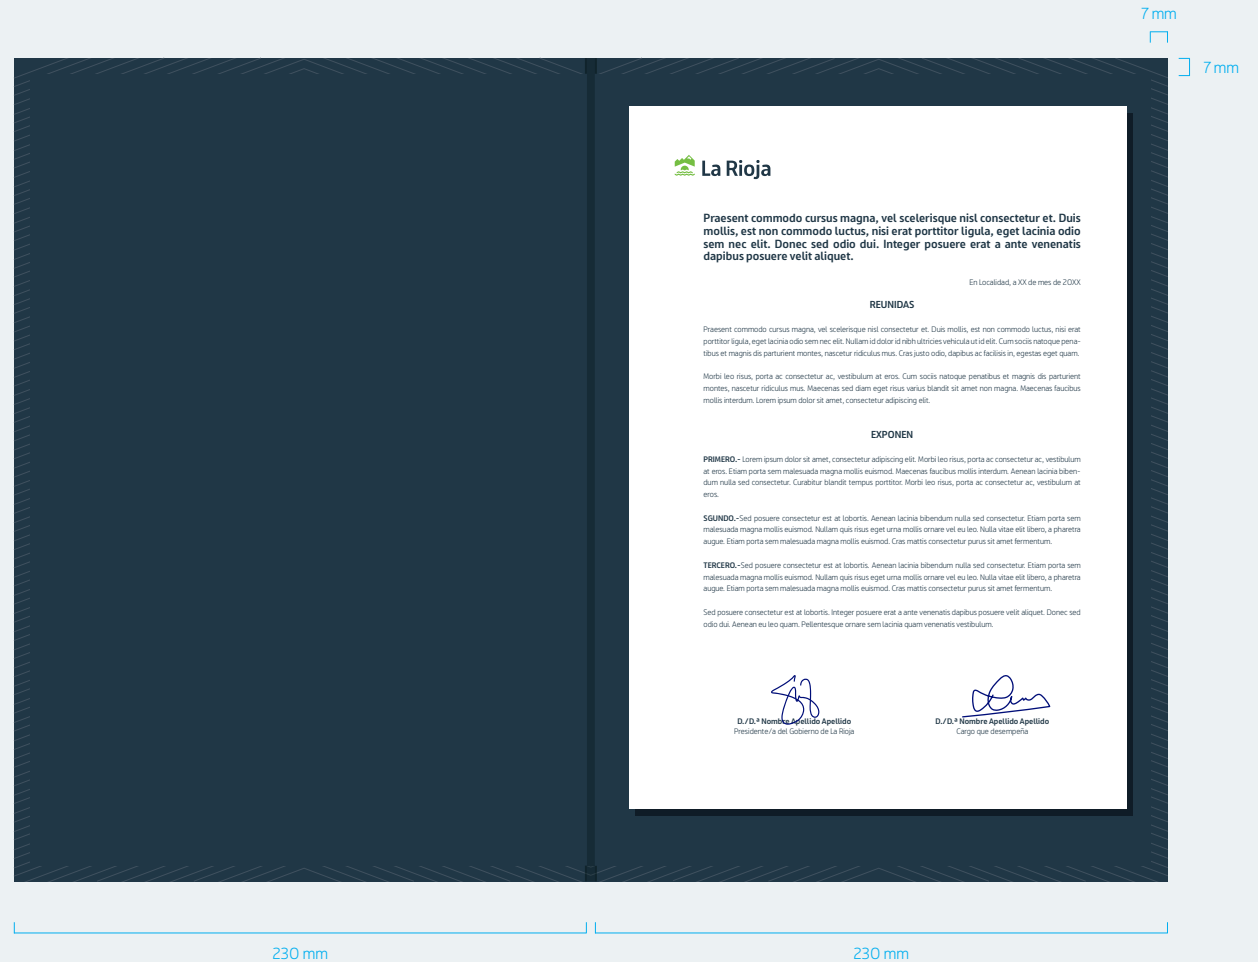 7 mm
7 mm
La Rioja
Praesent commodo cursus magna, vel scelerisque nisl consectetur et. Duis
mollis, est non commodo luctus, nisi erat porttitor ligula, eget lacinia odio
sem nec elit. Donec sed odio dui. Integer posuere erat a ante venenatis
dapibus posuere velit aliquet.
En Localidad, a XX de mes de 20XX
REUNIDAS
Praesent commodo cursus magna, vel scelerisque nisl consectetur et. Duis mollis, est non commodo luctus, nisi erat
porttitor ligula, eget lacinia odio sem nec elit. Nullam id dolor id nibh ultricies vehicula ut id elit. Cum sociis natoque pena-
tibus et magnis dis parturient montes, nascetur ridiculus mus. Cras justo odio, dapibus ac facilisis in, egestas eget quam.
Morbi leo risus, porta ac consectetur ac, vestibulum at eros. Cum sociis natoque penatibus et magnis dis parturient
montes, nascetur ridiculus mus. Maecenas sed diam eget risus varius blandit sit amet non magna. Maecenas faucibus
mollis interdum. Lorem ipsum dolor sit amet, consectetur adipiscing elit.
EXPONEN
PRIMERO.- Lorem ipsum dolor sit amet, consectetur adipiscing elit. Morbi leo risus, porta ac consectetur ac, vestibulum
at eros. Etiam porta sem malesuada magna mollis euismod. Maecenas faucibus mollis interdum. Aenean lacinia biben-
dum nulla sed consectetur. Curabitur blandit tempus porttitor. Morbi leo risus, porta ac consectetur ac, vestibulum at
eros.
SGUNDO.-Sed posuere consectetur est at lobortis. Aenean lacinia bibendum nulla sed consectetur. Etiam porta sem
malesuada magna mollis euismod. Nullam quis risus eget urna mollis ornare vel eu leo. Nulla vitae elit libero, a pharetra
augue. Etiam porta sem malesuada magna mollis euismod. Cras mattis consectetur purus sit amet fermentum.
TERCERO.-Sed posuere consectetur est at lobortis. Aenean lacinia bibendum nulla sed consectetur. Etiam porta sem
malesuada magna mollis euismod. Nullam quis risus eget urna mollis ornare vel eu leo. Nulla vitae elit libero, a pharetra
augue. Etiam porta sem malesuada magna mollis euismod. Cras mattis consectetur purus sit amet fermentum.
Sed posuere consectetur est at lobortis. Integer posuere erat a ante venenatis dapibus posuere velit aliquet. Donec sed
odio dui. Aenean eu leo quam. Pellentesque ornare sem lacinia quam venenatis vestibulum.
D./D.ª Nombre Apellido Apellido
Presidente/a del Gobierno de La Rioja
D./D.ª Nombre Apellido Apellido
Cargo que desempeña
230 mm
230 mm